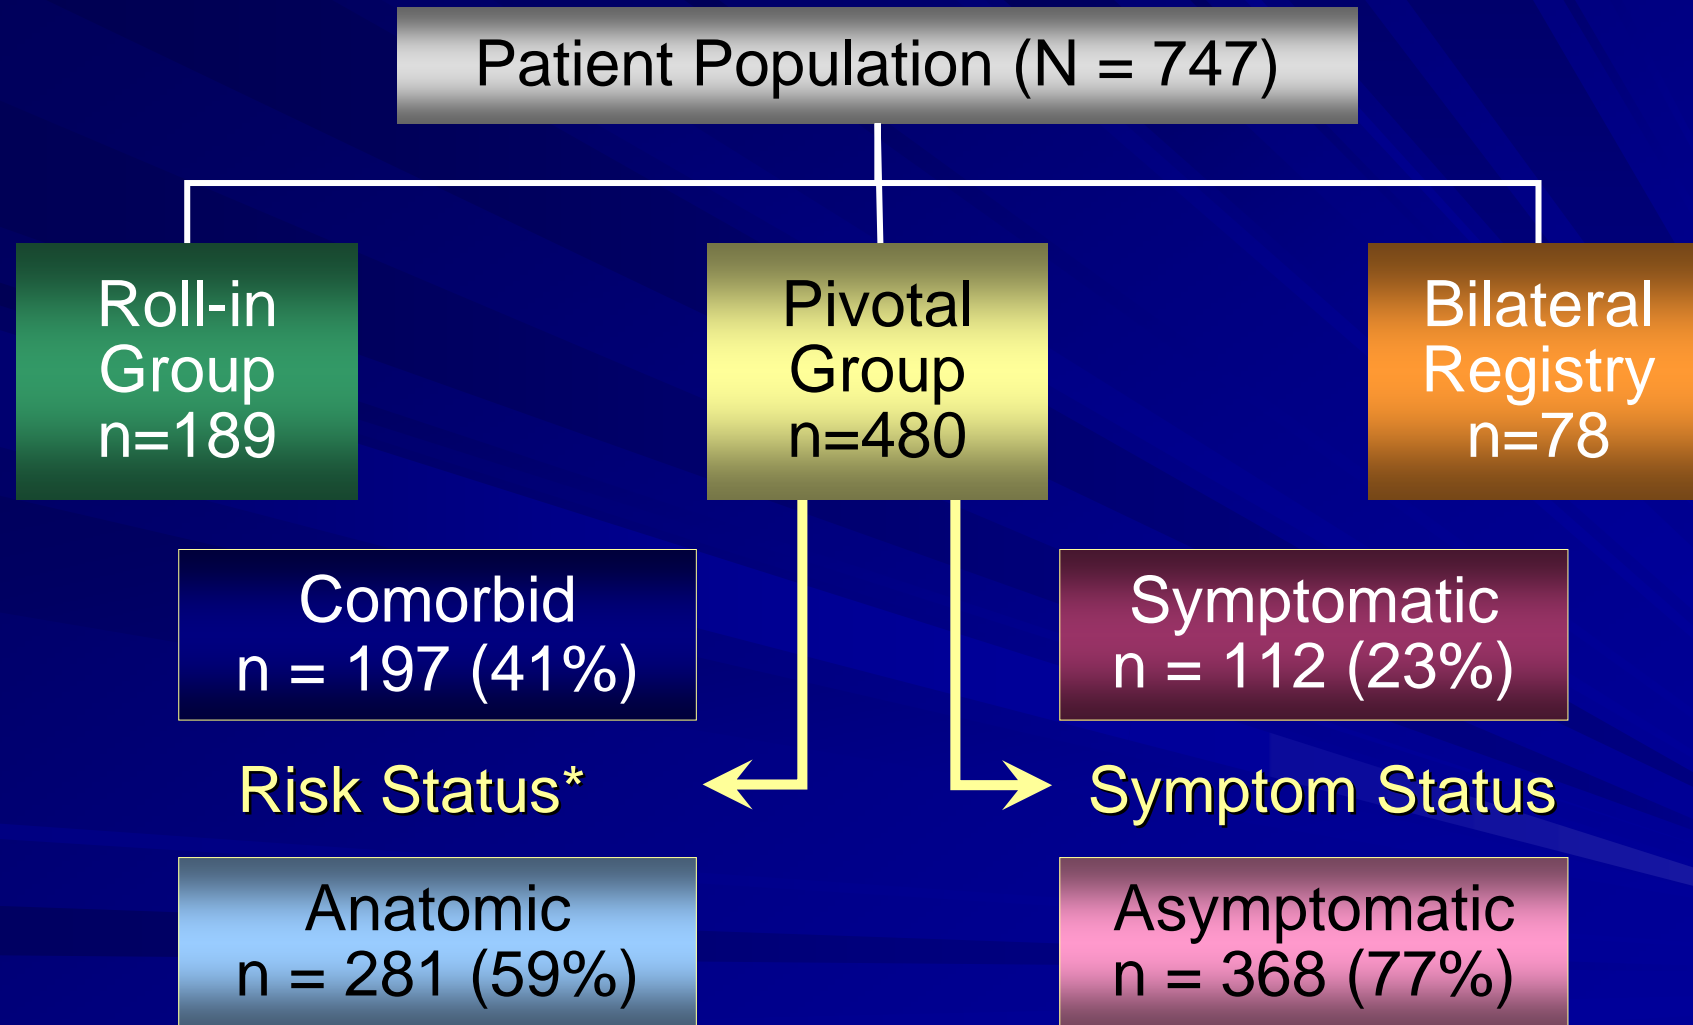 Patient Population (N = 747)
Roll-in
Group
n=189
Pivotal
Group
n=480
Bilateral
Registry
n=78
Comorbid
n = 197 (41%)
Symptomatic
n = 112 (23%)
Risk Status*
Symptom Status
Anatomic
n = 281 (59%)
Asymptomatic
n = 368 (77%)